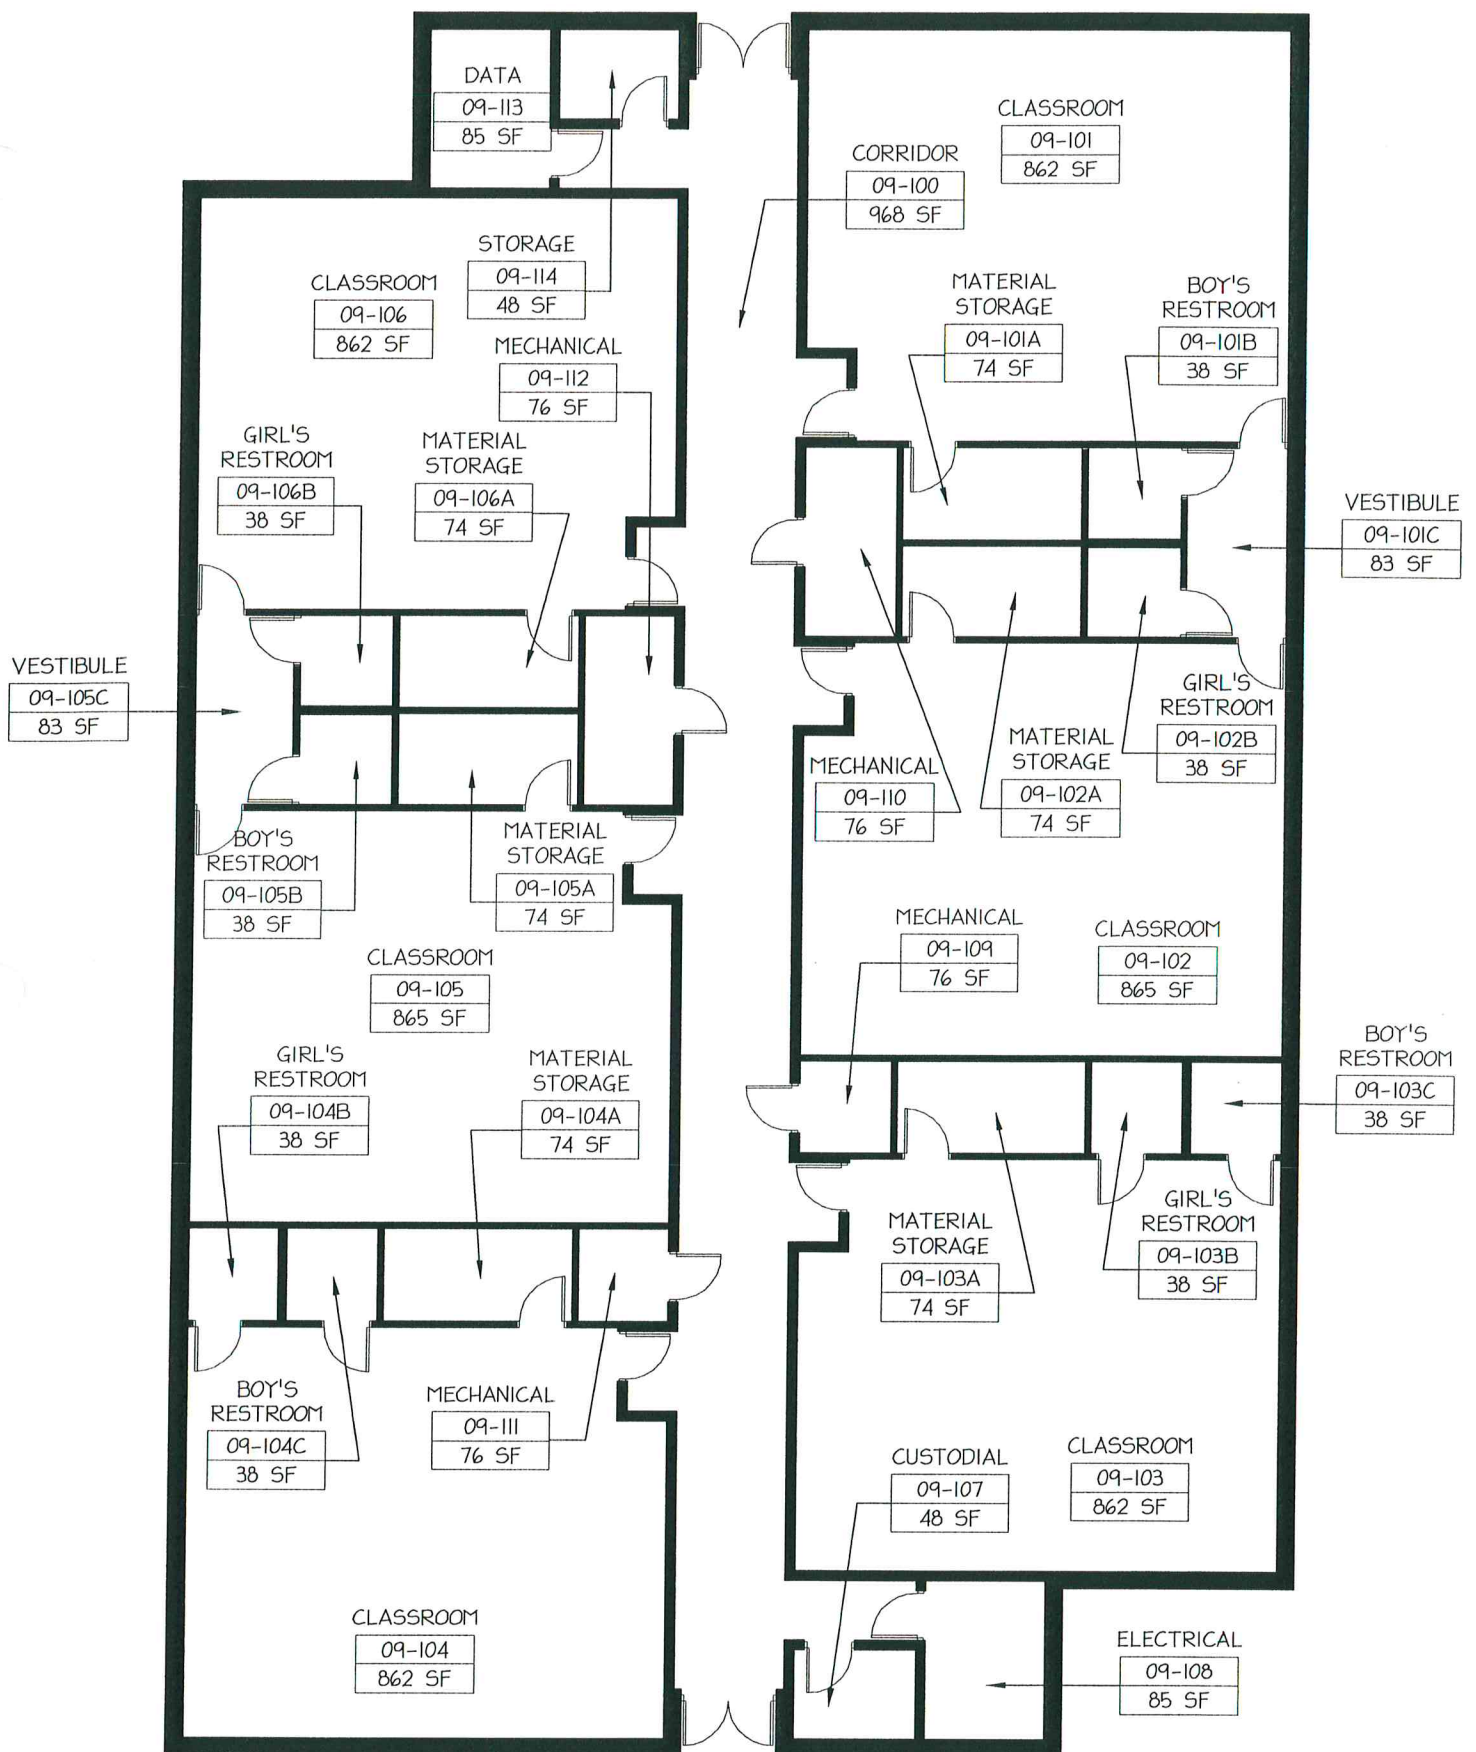 DATA
09-113
85 SF
CLASSROOM
09-101
862 SF
CORRIDOR
09-100
968 SF
STORAGE
09-114
48 SF
CLASSROOM
09-106
862 SF
MATERIAL
STORAGE
09-101A
74 SF
BOY'S
RESTROOM
09-101B
38 SF
MECHANICAL
09-112
76 SF
GIRL'S
RESTROOM
09-106B
38 SF
MATERIAL
STORAGE
09-106A
74 SF
VESTIBULE
09-101C
83 SF
VESTIBULE
09-105C
83 SF
GIRL'S
RESTROOM
09-102B
38 SF
MECHANICAL
09-110
76 SF
MATERIAL
STORAGE
09-102A
74 SF
BOY'S
RESTROOM
09-105B
38 SF
MATERIAL
STORAGE
09-105A
74 SF
MECHANICAL
09-109
76 SF
CLASSROOM
09-102
865 SF
CLASSROOM
09-105
865 SF
BOY'S
RESTROOM
09-103C
38 SF
GIRL'S
RESTROOM
09-104B
38 SF
MATERIAL
STORAGE
09-104A
74 SF
MATERIAL
STORAGE
09-103A
74 SF
GIRL'S
RESTROOM
09-103B
38 SF
BOY'S
RESTROOM
09-104C
38 SF
MECHANICAL
09-111
76 SF
CUSTODIAL
09-107
48 SF
CLASSROOM
09-103
862 SF
CLASSROOM
09-104
862 SF
ELECTRICAL
09-108
85 SF